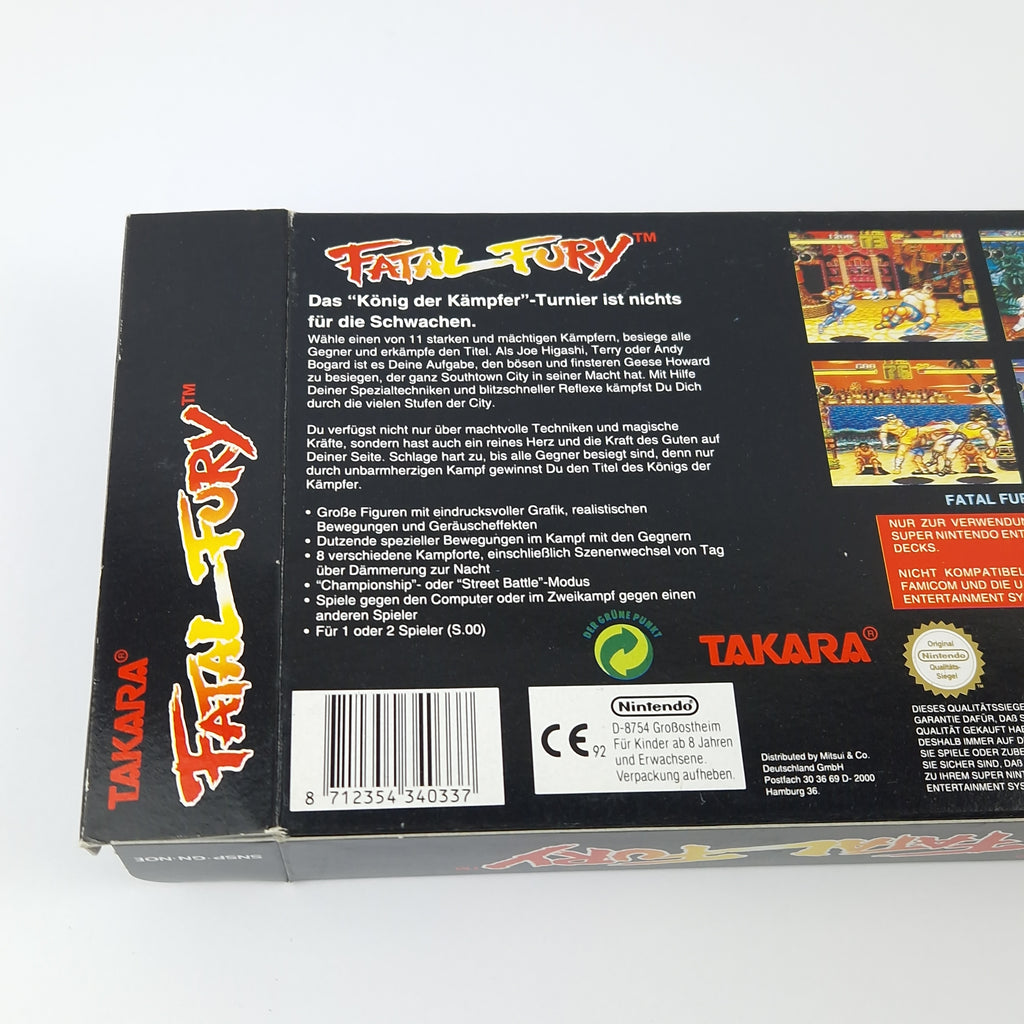 FATAL FURY™
Das “König der Kämpfer”-Turnier ist nichts
für die Schwachen.
Wähle einen von 11 starken und mächtigen Kämpfern, besiege alle
Gegner und erkämpfe den Titel. Als Joe Higashi, Terry oder Andy
Bogard ist es Deine Aufgabe, den bösen und finsteren Geese Howard
zu besiegen, der ganz Southtown City in seiner Macht hat. Mit Hilfe
Deiner Spezialtechniken und blitzschneller Reflexe kämpfst Du Dich
durch die vielen Stufen der City.
Du verfügst nicht nur über machtvolle Techniken und magische
Kräfte, sondern hast auch ein reines Herz und die Kraft des Guten auf
Deiner Seite. Schlage hart zu, bis alle Gegner besiegt sind, denn nur
durch unbarmherzigen Kampf gewinnst Du den Titel des Königs der
Kämpfer.
• Große Figuren mit eindrucksvoller Grafik, realistischen
Bewegungen und Geräuscheffekten
• Dutzende spezieller Bewegungen im Kampf mit den Gegnern
• 8 verschiedene Kampforte, einschließlich Szenenwechsel von Tag
über Dämmerung zur Nacht
• “Championship”- oder “Street Battle”-Modus
• Spiele gegen den Computer oder im Zweikampf gegen einen
anderen Spieler
• Für 1 oder 2 Spieler (S.00)
DER GRÜNE PUNKT
TAKARA®
8 712354 340337
CE 92
Nintendo®
D-8754 Großostheim
Für Kinder ab 8 Jahren
und Erwachsene.
Verpackung aufheben.
Distributed by Mitsui & Co.
Deutschland GmbH
Postfach 30 36 69 D- 2000
Hamburg 36.
FATAL FUR
NUR ZUR VERWENDU
SUPER NINTENDO ENT
DECKS.
NICHT KOMPATIBEL
FAMICOM UND DIE U
ENTERTAINMENT SY
Original
Nintendo
Qualitäts-
Siegel
™
DIESES QUALITÄTSSIEGE
GARANTIE DAFÜR, DAS S
QUALITÄT GEKAUFT HAB
DESHALB IMMER AUF D
SIE SPIELE ODER ZUBE
SIE SICHER SIND, DAß
ZU IHREM SUPER NINT
ENTERTAINMENT SYS
TAKARA®
FATAL FURY™
SNSP-GN-NOE
FATAL FURY™